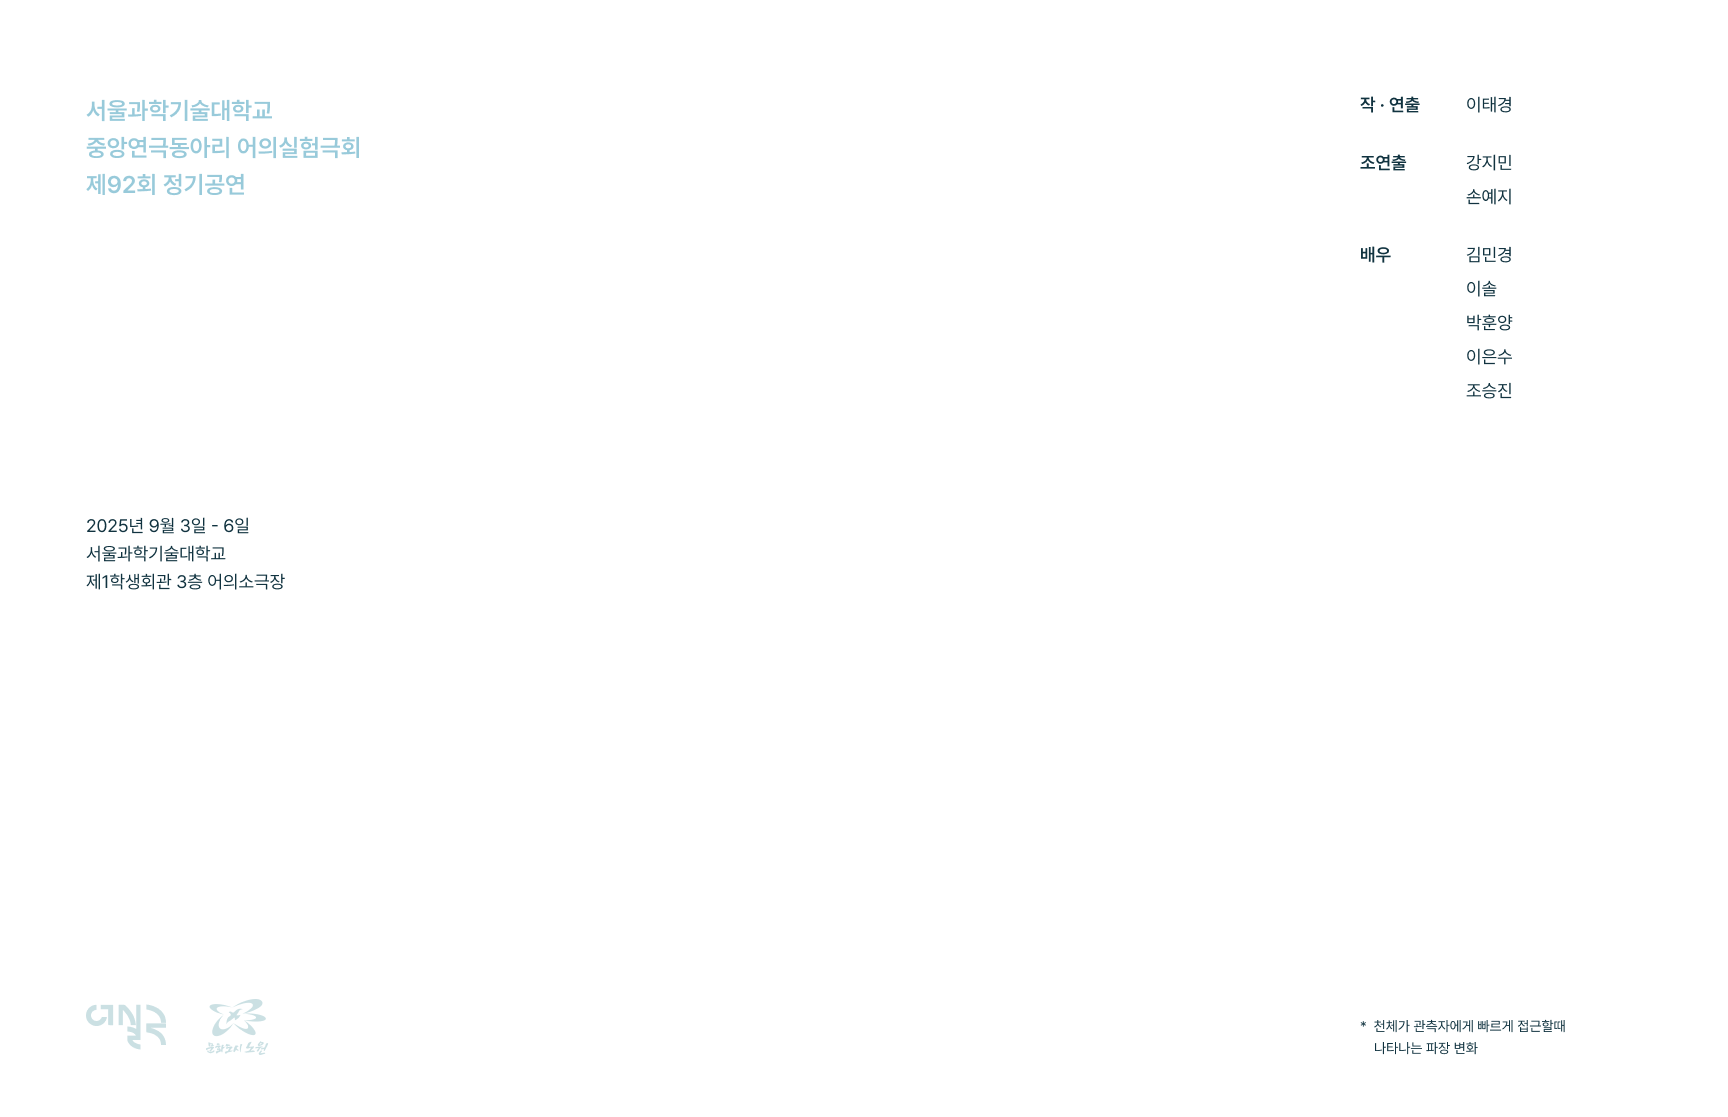 서울과학기술대학교
중앙연극동아리 어의실험극회
제92회 정기공연
2025년 9월 3일 - 6일
서울과학기술대학교
제1학생회관 3층 어의소극장
작 · 연출 이태경
조연출 강지민
손예지
배우 김민경
이솔
박훈양
이은수
조승진
어실극
문화도시 노원
* 천체가 관측자에게 빠르게 접근할때
나타나는 파장 변화